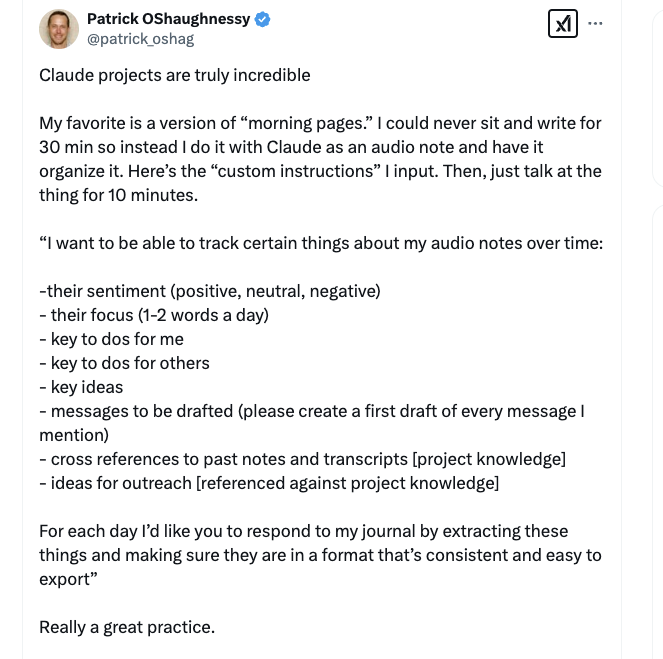 Patrick OShaughnessy
@patrick_oshag
Claude projects are truly incredible
My favorite is a version of “morning pages.” I could never sit and write for
30 min so instead I do it with Claude as an audio note and have it
organize it. Here’s the “custom instructions” I input. Then, just talk at the
thing for 10 minutes.
“I want to be able to track certain things about my audio notes over time:
-their sentiment (positive, neutral, negative)
- their focus (1-2 words a day)
- key to dos for me
- key to dos for others
- key ideas
- messages to be drafted (please create a first draft of every message I
mention)
- cross references to past notes and transcripts [project knowledge]
- ideas for outreach [referenced against project knowledge]
For each day I’d like you to respond to my journal by extracting these
things and making sure they are in a format that’s consistent and easy to
export”
Really a great practice.